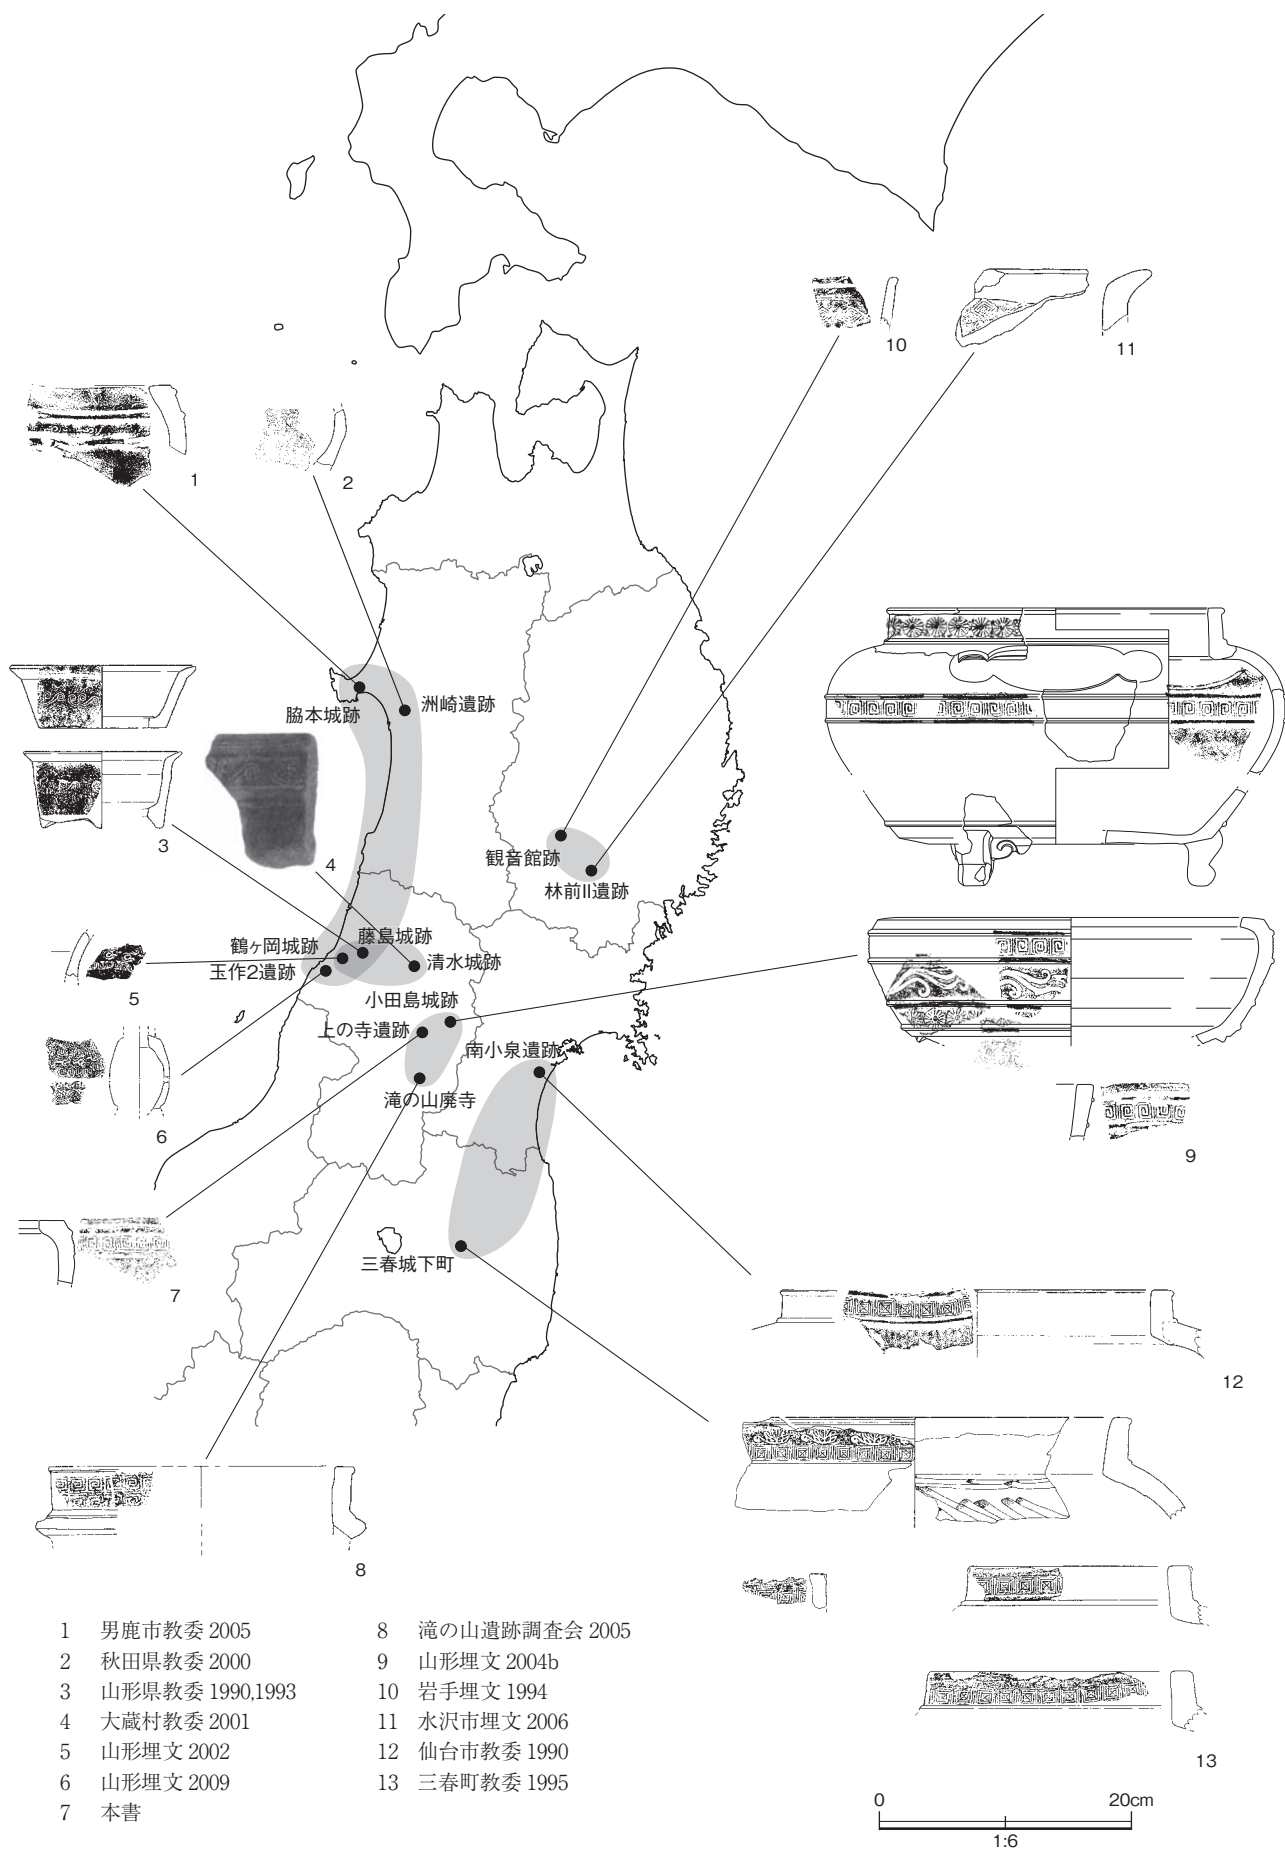 10
11
1
2
脇本城跡
洲崎遺跡
3
4
観音館跡
林前II遺跡
鶴ヶ岡城跡
藤島城跡
玉作2遺跡
清水城跡
5
小田島城跡
上の寺遺跡
南小泉遺跡
滝の山廃寺
6
9
7
三春城下町
12
8
13
1 男鹿市教委 2005
2 秋田県教委 2000
3 山形県教委 1990,1993
4 大蔵村教委 2001
5 山形埋文 2002
6 山形埋文 2009
7 本書
8 滝の山遺跡調査会 2005
9 山形埋文 2004b
10 岩手埋文 1994
11 水沢市埋文 2006
12 仙台市教委 1990
13 三春町教委 1995
0 20cm
1:6